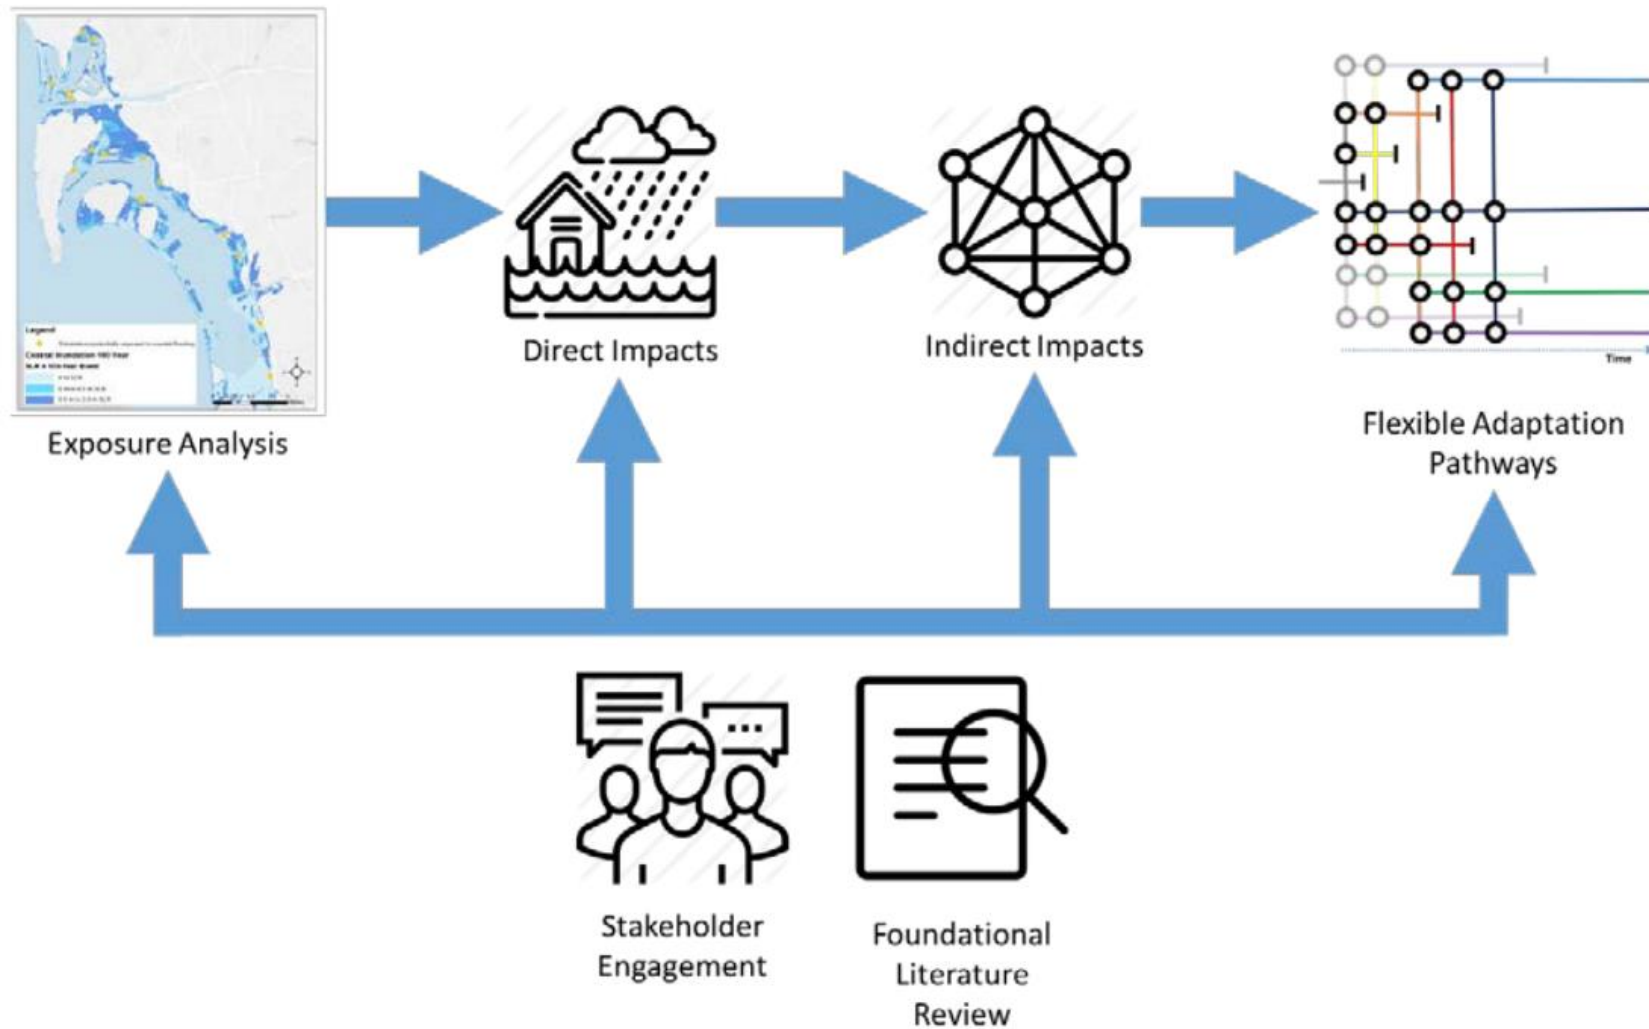 Legend
Exposure Analysis
Direct Impacts
Indirect Impacts
Time
Flexible Adaptation
Pathways
Stakeholder
Engagement
Foundational
Literature
Review